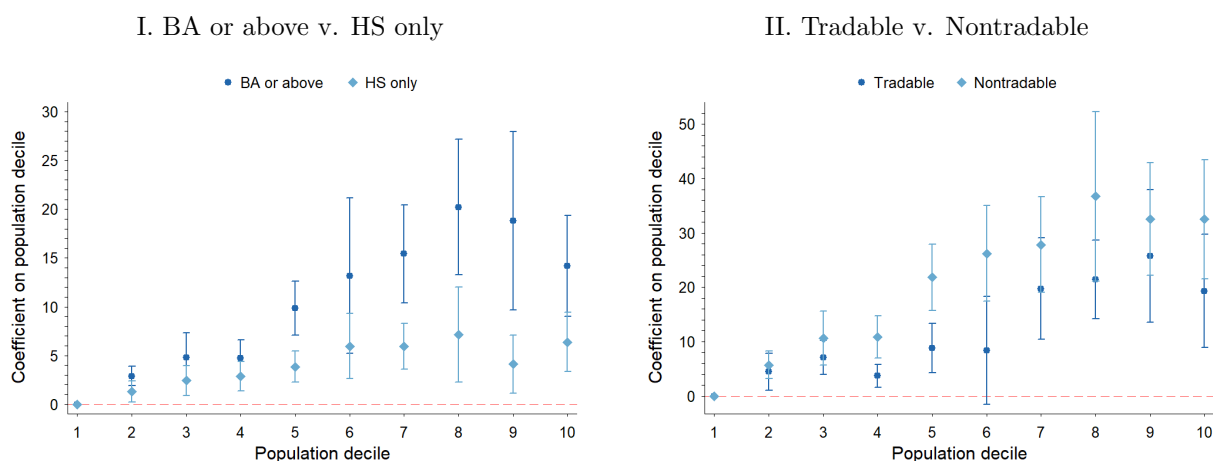 I. BA or above v. HS only
BA or above HS only
Coefficient on population decile
30
25
20
15
10
5
0
1 2 3 4 5 6 7 8 9 10
Population decile
II. Tradable v. Nontradable
Tradable Nontradable
Coefficient on population decile
50
40
30
20
10
0
1 2 3 4 5 6 7 8 9 10
Population decile